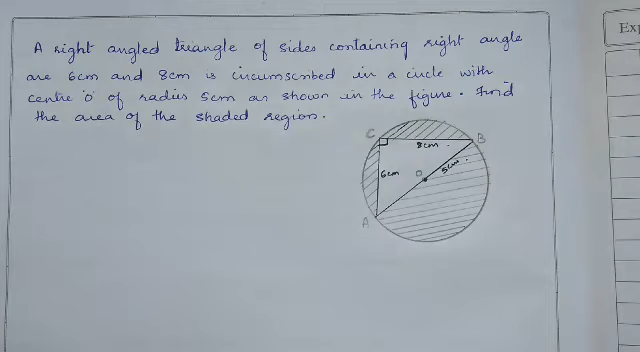 A right angled triangle of sides containing right angle
are 6cm and 8cm is circumscribed in a circle with
centre 'O' of radius 5cm as shown in the figure. Find
the area of the shaded region.
C
B
8cm.
6cm
O
5cm.
A
Exp